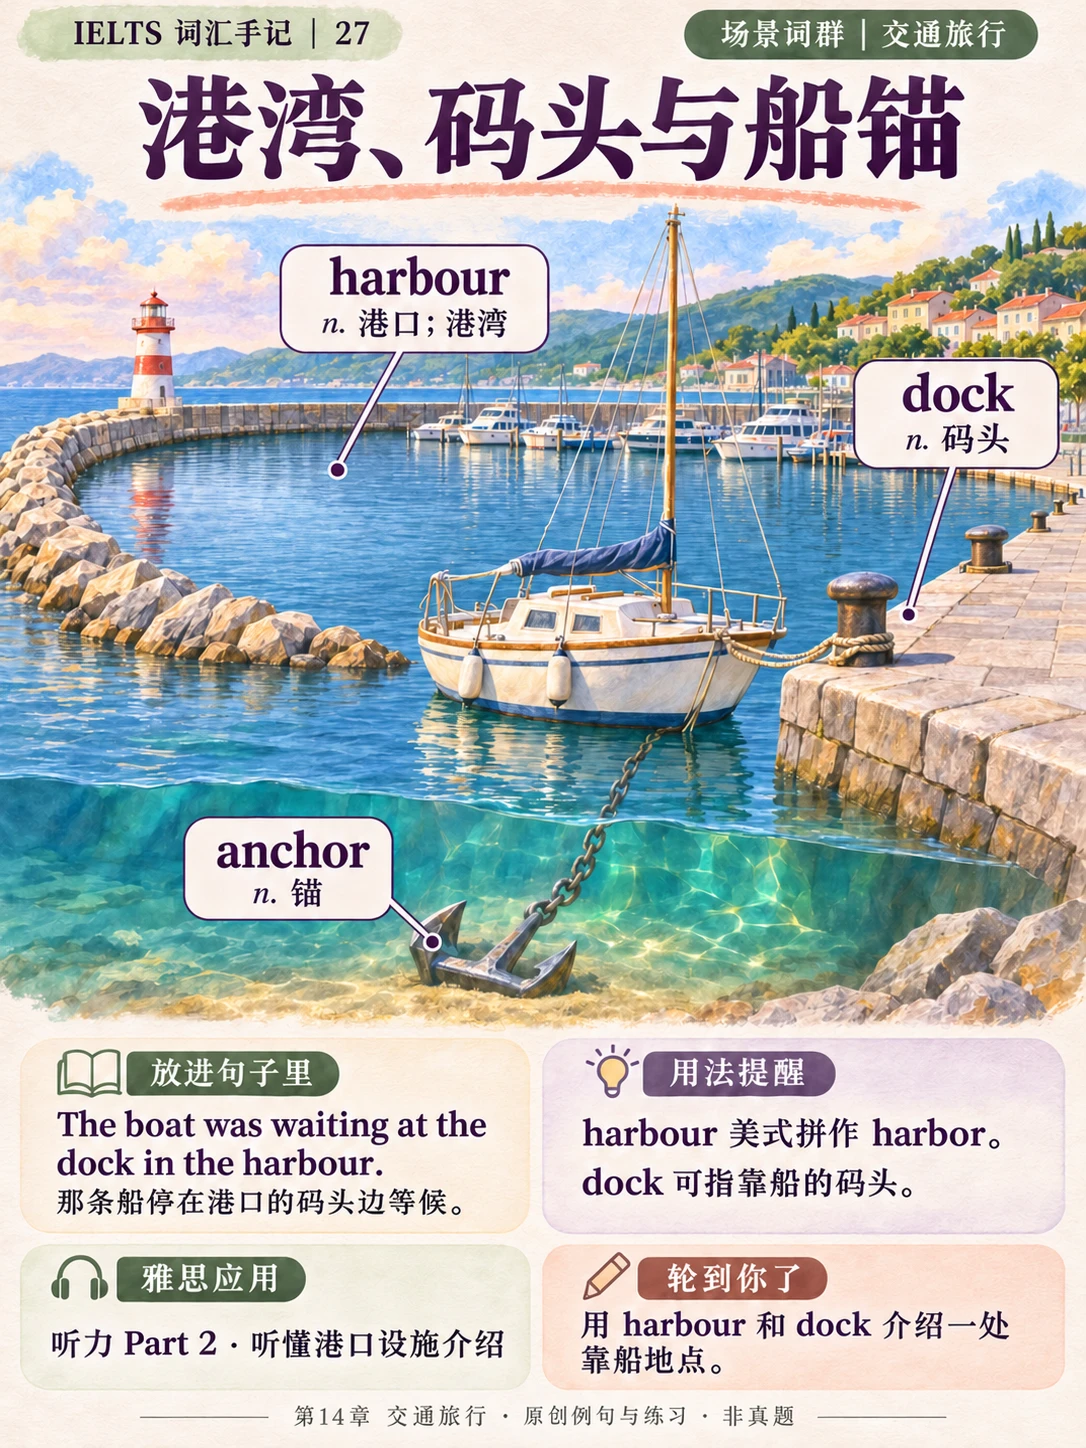 IELTS 词汇手记 | 27
场景词群 | 交通旅行
港湾、码头与船锚
harbour
n. 港口；港湾
dock
n. 码头
anchor
n. 锚
放进句子里
The boat was waiting at the
dock in the harbour.
那条船停在港口的码头边等候。
用法提醒
harbour 美式拼作 harbor。
dock 可指靠船的码头。
雅思应用
听力 Part 2 · 听懂港口设施介绍
轮到你了
用 harbour 和 dock 介绍一处
靠船地点。
第14章 交通旅行 · 原创例句与练习 · 非真题